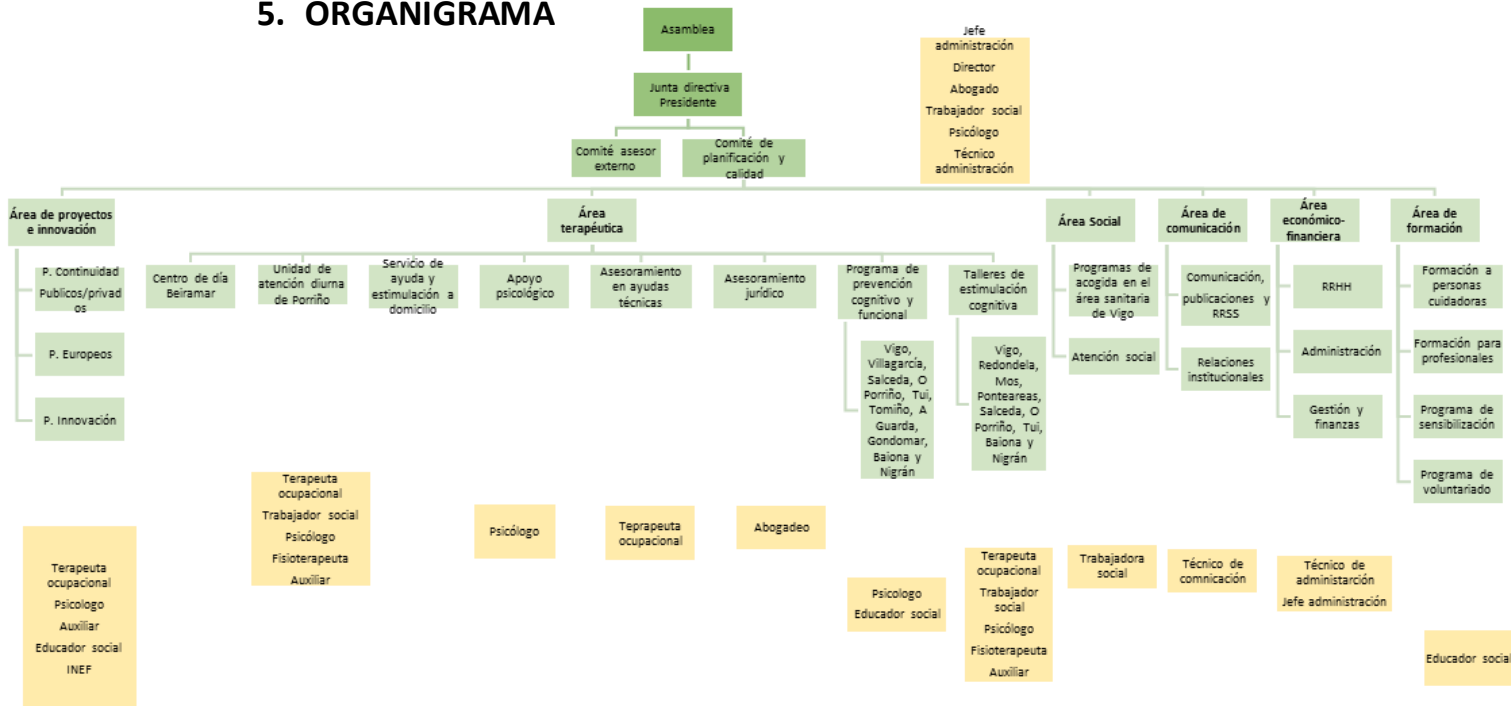 5. ORGANIGRAMA
Asamblea
Junta directiva
Presidente
Comité asesor
externo
Comité de
planificación y
calidad
Jefe
administración
Director
Abogado
Trabajador social
Psicólogo
Técnico
administración
Área de proyectos
e innovación
P. Continuidad
Publicos/privad
os
P. Europeos
P. Innovación
Área
terapéutica
Centro de día
Beiramar
Unidad de
atención diurna
de Porriño
Servicio de
ayuda y
estimulación a
domicilio
Apoyo
psicológico
Asesoramiento
en ayudas
técnicas
Asesoramiento
jurídico
Programa de
prevención
cognitivo y
funcional
Vigo,
Villagarcía,
Salceda, O
Porriño, Tui,
Tomiño, A
Guarda,
Gondomar,
Baiona y
Nigrán
Talleres de
estimulación
cognitiva
Vigo,
Redondela,
Mos,
Ponteareas,
Salceda, O
Porriño, Tui,
Baiona y
Nigrán
Área Social
Programas de
acogida en el
área sanitaria
de Vigo
Atención social
Área de
comunicación
Comunicación,
publicaciones y
RRSS
Relaciones
institucionales
Área
económico-
financiera
RRHH
Administración
Gestión y
finanzas
Área de
formación
Formación a
personas
cuidadoras
Formación para
profesionales
Programa de
sensibilización
Programa de
voluntariado
Terapeuta
ocupacional
Psicologo
Auxiliar
Educador social
INEF
Terapeuta
ocupacional
Trabajador social
Psicólogo
Fisioterapeuta
Auxiliar
Psicólogo
Teprapeuta
ocupacional
Abogadeo
Psicologo
Educador social
Terapeuta
ocupacional
Trabajador
social
Psicólogo
Fisioterapeuta
Auxiliar
Trabajadora
social
Técnico de
comnicación
Técnico de
administarción
Jefe administración
Educador social